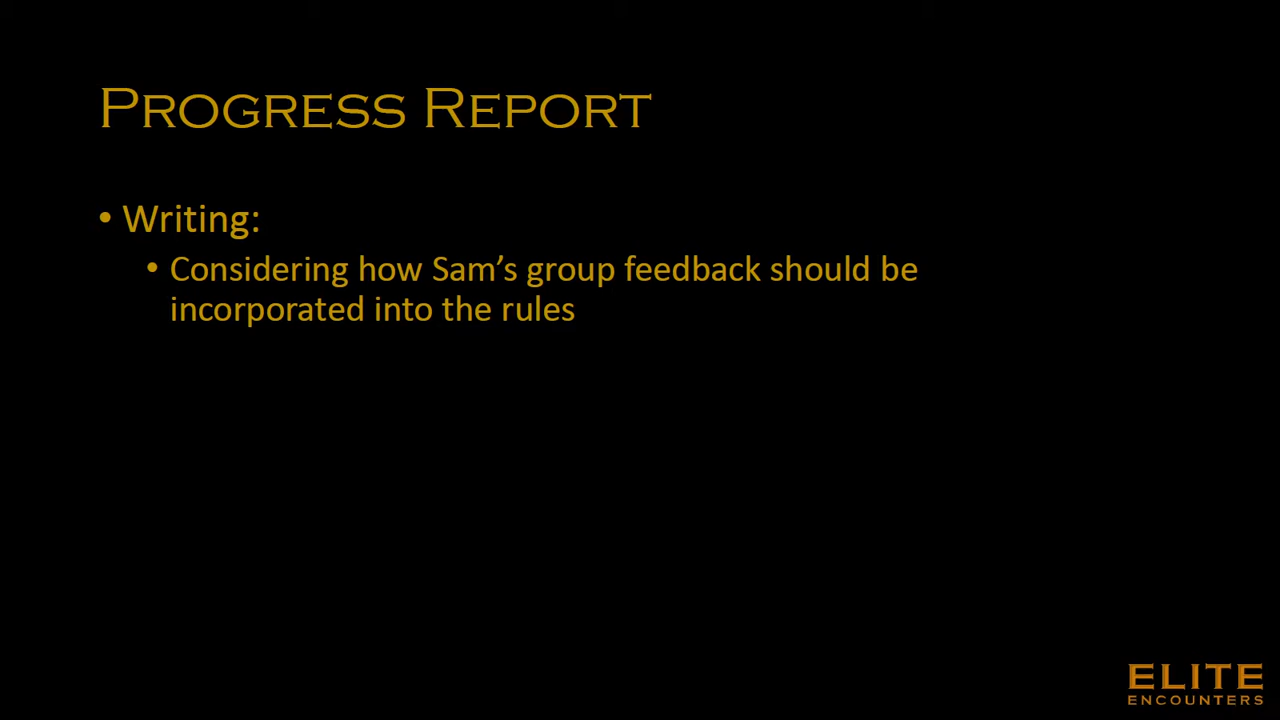 Progress Report
• Writing:
• Considering how Sam’s group feedback should be
incorporated into the rules
ELITE
ENCOUNTERS